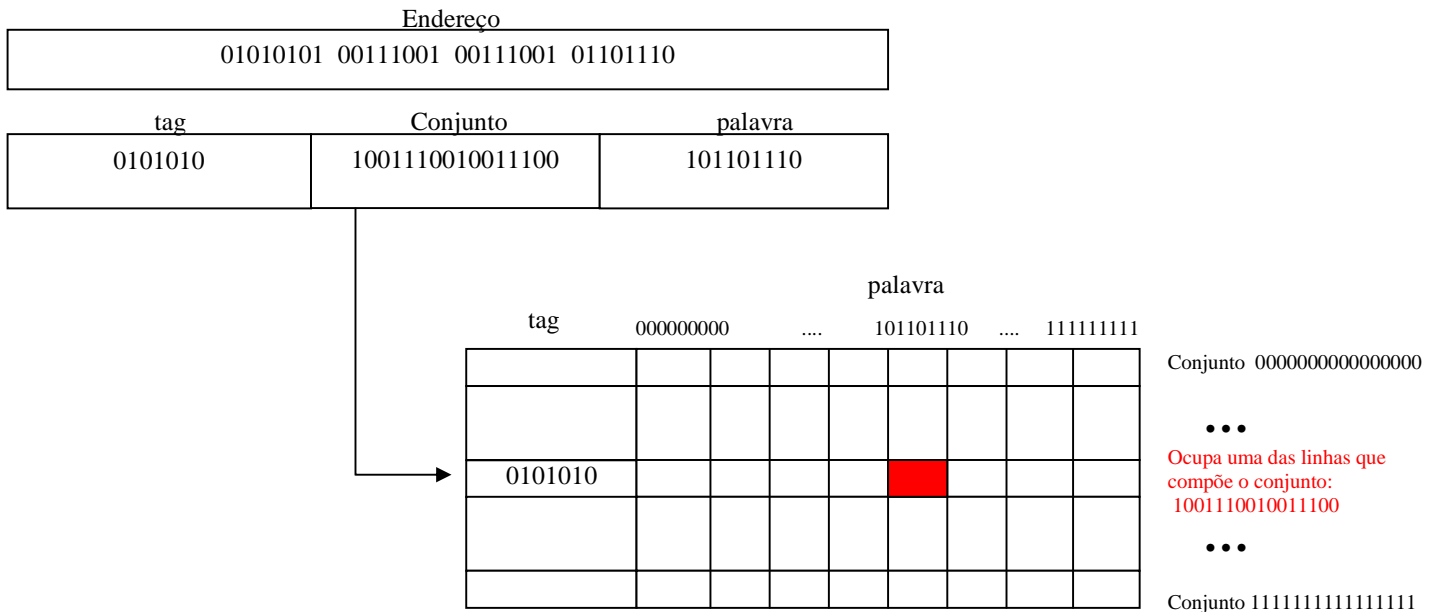 Endereço
01010101 00111001 00111001 01101110
tag Conjunto palavra
0101010 1001110010011100 101101110
palavra
tag 000000000 .... 101101110 .... 111111111
Conjunto 0000000000000000
...
0101010
Ocupa uma das linhas que
compõe o conjunto:
1001110010011100
...
Conjunto 1111111111111111